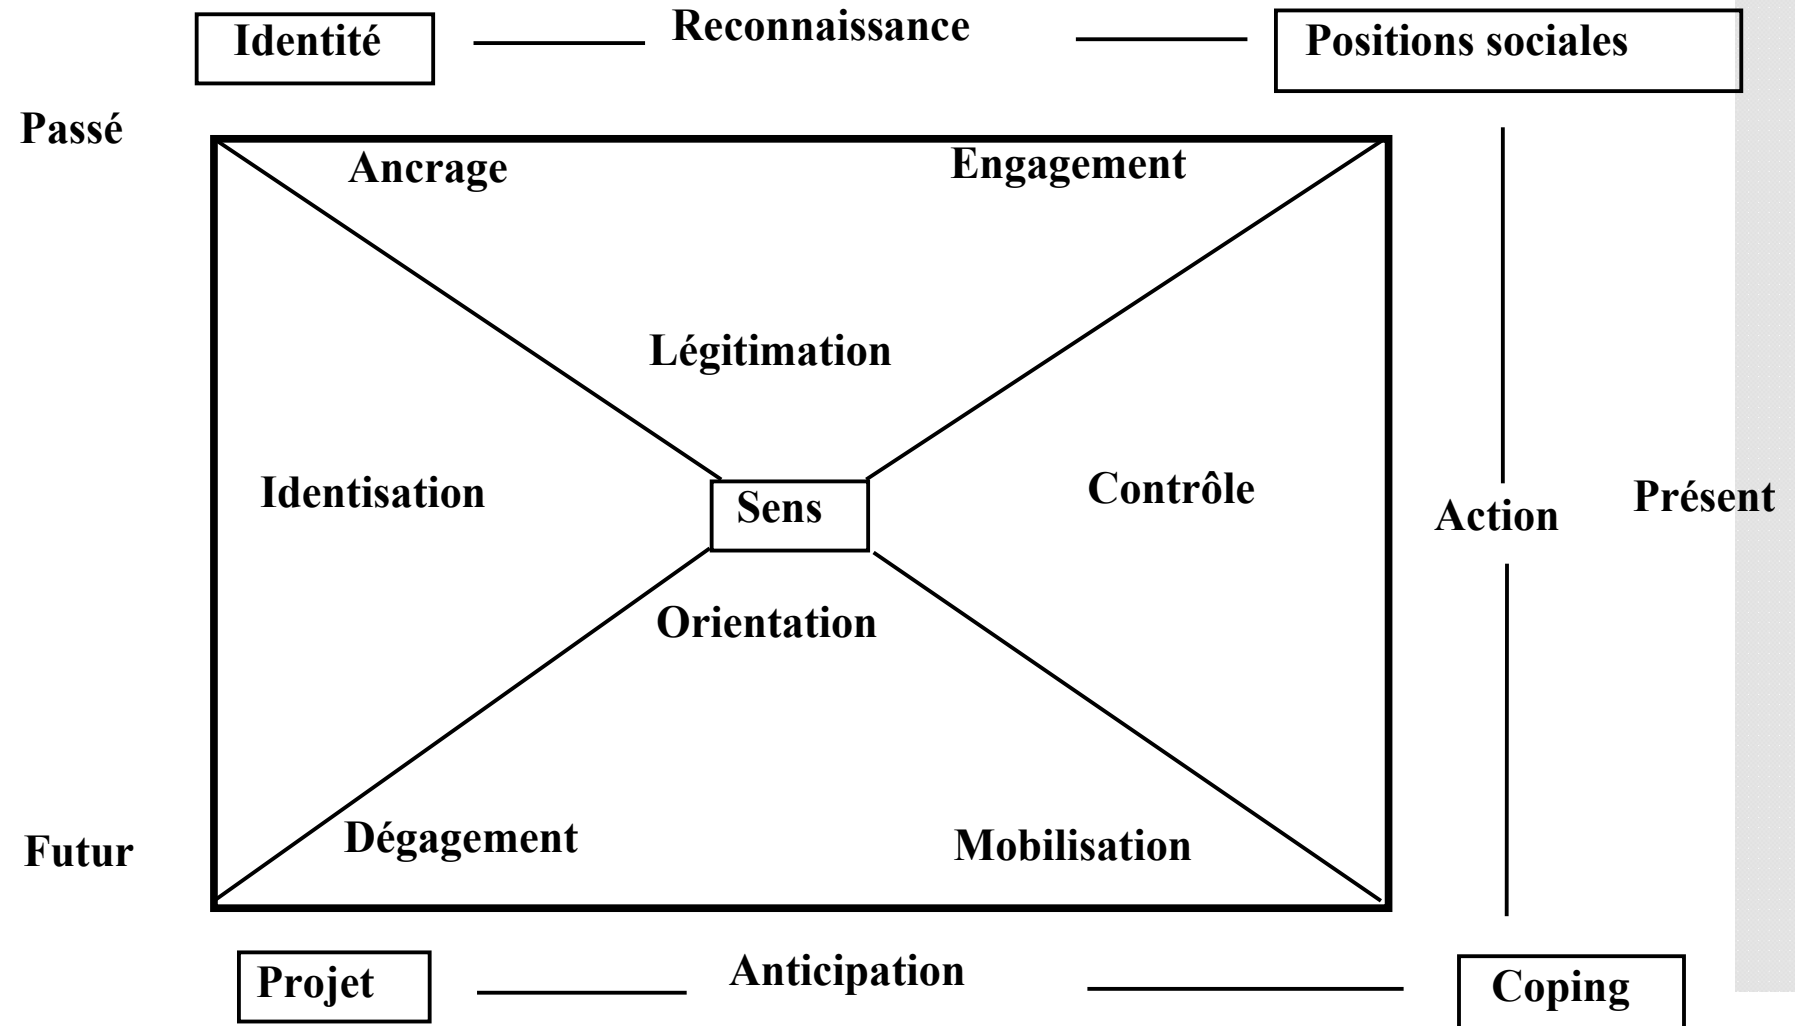 Identité
Reconnaissance
Positions sociales
Passé
Ancrage
Engagement
Légitimation
Identisation
Sens
Contrôle
Action
Présent
Orientation
Futur
Dégagement
Mobilisation
Projet
Anticipation
Coping